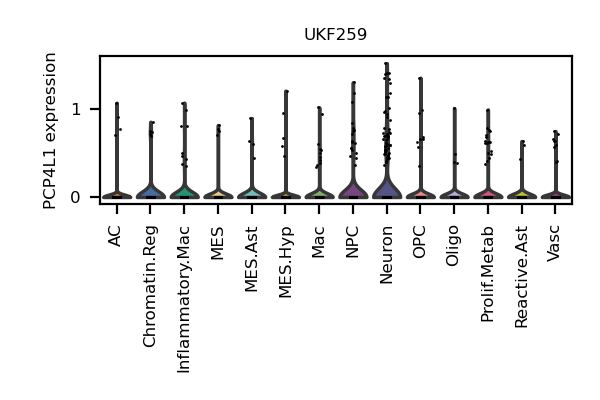 UKF259
PCP4L1 expression
1
0
AC
Chromatin.Reg
Inflammatory.Mac
MES
MES.Ast
MES.Hyp
Mac
NPC
Neuron
OPC
Oligo
Prolif.Metab
Reactive.Ast
Vasc